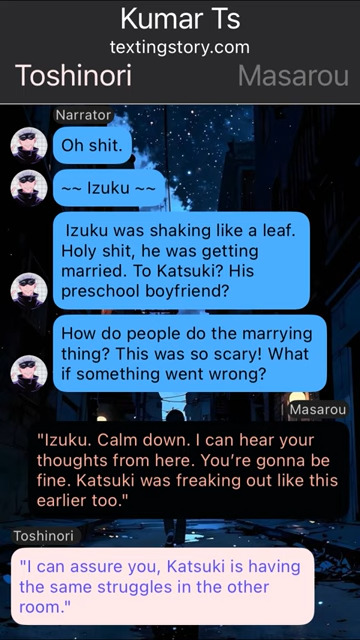 Kumar Ts
textingstory.com
Toshinori
Masarou
Narrator
Oh shit.
~~ Izuku ~~
Izuku was shaking like a leaf.
Holy shit, he was getting
married. To Katsuki? His
preschool boyfriend?
How do people do the marrying
thing? This was so scary! What
if something went wrong?
Masarou
"Izuku. Calm down. I can hear your
thoughts from here. You’re gonna be
fine. Katsuki was freaking out like this
earlier too."
Toshinori
"I can assure you, Katsuki is having
the same struggles in the other
room."